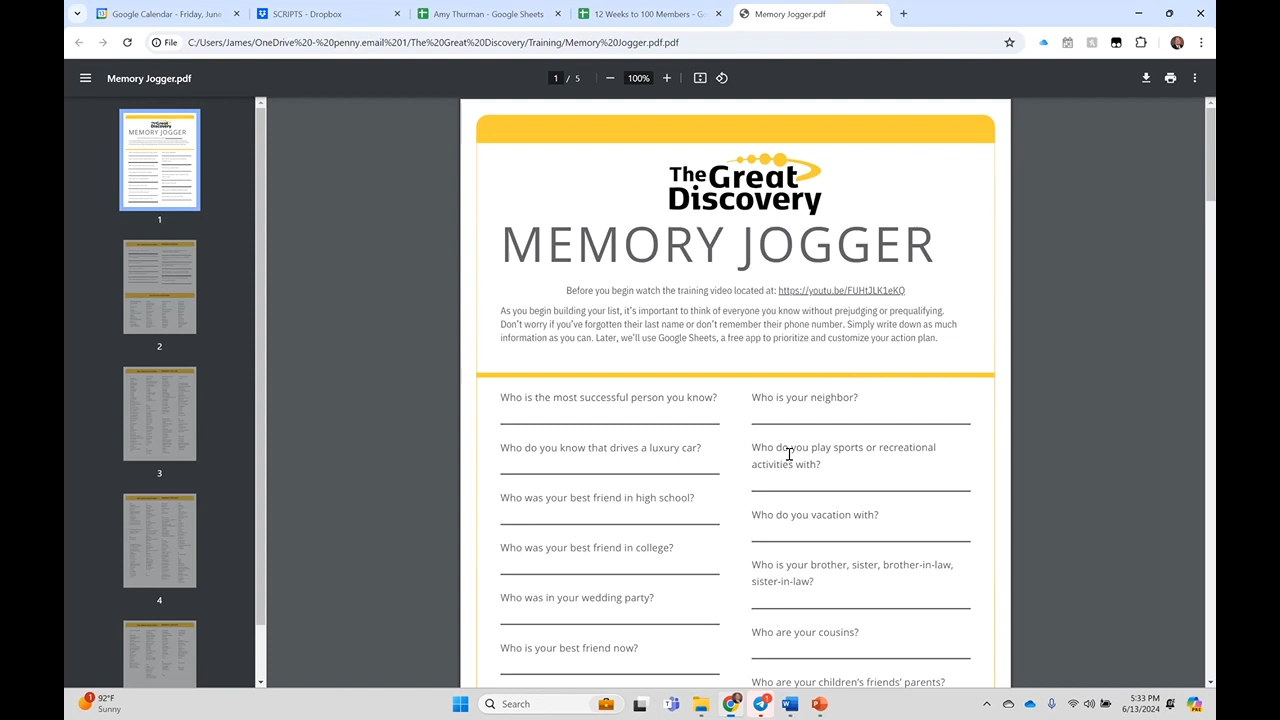 Google Calendar - Friday, June
SCRIPTS - Dropbox
Amy Thurman - Google Sheets
12 Weeks to 100 Members - Go
Memory Jogger.pdf
File
C:/Users/James/OneDrive%20-%20penny.email%201/The%20Great%20Discovery/Training/Memory%20Jogger.pdf.pdf
Memory Jogger.pdf
1 / 5
100%
The Great
Discovery
MEMORY JOGGER
Before you begin watch the training video located at: https://youtu.be/FUHtJLK1eKQ
As you begin building your list, it's important to think of everyone you know without prejudging or prequalifying.
Don't worry if you've forgotten their last name or don't remember their phone number. Simply write down as much
information as you can. Later, we'll use Google Sheets, a free app to prioritize and customize your action plan.
Who is the most successful person you know?
Who do you know that drives a luxury car?
Who was your best friend in high school?
Who was your best friend in college?
Who was in your wedding party?
Who is your best friend now?
Who is your neighbor?
Who do you play sports or recreational
activities with?
Who do you vacation with?
Who is your brother, sister, brother-in-law,
sister-in-law?
Who are your cousins?
Who are your children's friends' parents?
1
2
3
4
1
92°F
Sunny
Search
5:33 PM
6/13/2024